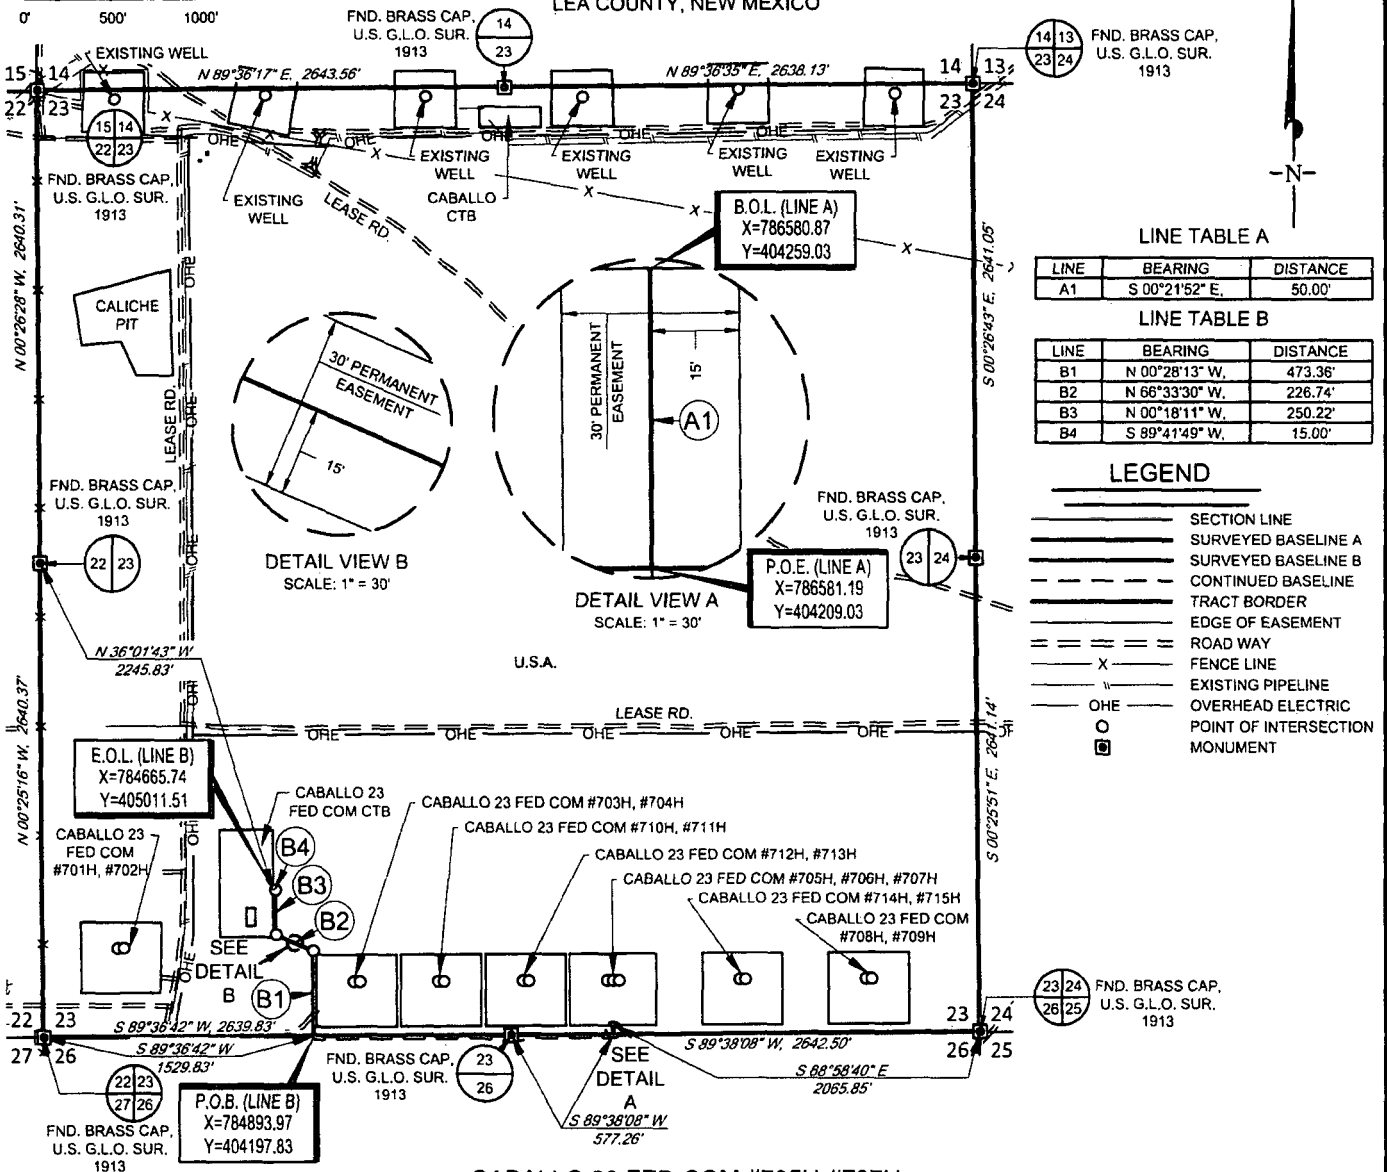 LEA COUNTY, NEW MEXICO
0' 500' 1000'
FND. BRASS CAP,
U.S. G.L.O. SUR.
1913
14
23
14 13
23 24
FND. BRASS CAP,
U.S. G.L.O. SUR.
1913
EXISTING WELL
15 14
22 23
N 89°36'17" E, 2643.56'
N 89°36'35" E, 2638.13'
14 13
23 24
15 14
22 23
FND. BRASS CAP,
U.S. G.L.O. SUR.
1913
OHE OHE OHE OHE OHE
EXISTING
WELL
EXISTING
WELL
EXISTING
WELL
EXISTING
WELL
EXISTING
WELL
CABALLO
CTB
X X X X X
LEASE RD.
-N-
N 00°26'28" W, 2640.31'
S 00°26'43" E, 2641.05'
B.O.L. (LINE A)
X=786580.87
Y=404259.03
LINE TABLE A
LINE BEARING DISTANCE
A1 S 00°21'52" E, 50.00'
LINE TABLE B
LINE BEARING DISTANCE
B1 N 00°28'13" W, 473.36'
B2 N 66°33'30" W, 226.74'
B3 N 00°18'11" W, 250.22'
B4 S 89°41'49" W, 15.00'
CALICHE
PIT
OHE
OHE
OHE
LEASE RD.
30' PERMANENT
EASEMENT
15'
DETAIL VIEW B
SCALE: 1" = 30'
30' PERMANENT
EASEMENT
15'
A1
DETAIL VIEW A
SCALE: 1" = 30'
P.O.E. (LINE A)
X=786581.19
Y=404209.03
LEGEND
SECTION LINE
SURVEYED BASELINE A
SURVEYED BASELINE B
CONTINUED BASELINE
TRACT BORDER
EDGE OF EASEMENT
ROAD WAY
X FENCE LINE
\\ EXISTING PIPELINE
OHE OVERHEAD ELECTRIC
POINT OF INTERSECTION
MONUMENT
FND. BRASS CAP,
U.S. G.L.O. SUR.
1913
22 23
FND. BRASS CAP,
U.S. G.L.O. SUR.
1913
23 24
N 36°01'43" W
2245.83'
U.S.A.
LEASE RD.
OHE OHE OHE OHE OHE
N 00°25'16" W, 2640.37'
S 00°25'51" E, 2641.14'
E.O.L. (LINE B)
X=784665.74
Y=405011.51
CABALLO 23
FED COM CTB
CABALLO 23
FED COM
#701H, #702H
CABALLO 23 FED COM #703H, #704H
CABALLO 23 FED COM #710H, #711H
CABALLO 23 FED COM #712H, #713H
CABALLO 23 FED COM #705H, #706H, #707H
CABALLO 23 FED COM #714H, #715H
CABALLO 23 FED COM
#708H, #709H
B4
B3
B2
B1
SEE
DETAIL
B
OHE
OHE
22 23
27 26
S 89°36'42" W, 2639.83'
S 89°36'42" W
1529.83'
22 23
27 26
FND. BRASS CAP,
U.S. G.L.O. SUR.
1913
P.O.B. (LINE B)
X=784893.97
Y=404197.83
FND. BRASS CAP,
U.S. G.L.O. SUR.
1913
23
26
SEE
DETAIL
A
S 89°38'08" W
577.26'
S 89°38'08" W, 2642.50'
S 68°58'40" E
2065.85'
23 24
26 25
23 24
26 25
FND. BRASS CAP,
U.S. G.L.O. SUR.
1913